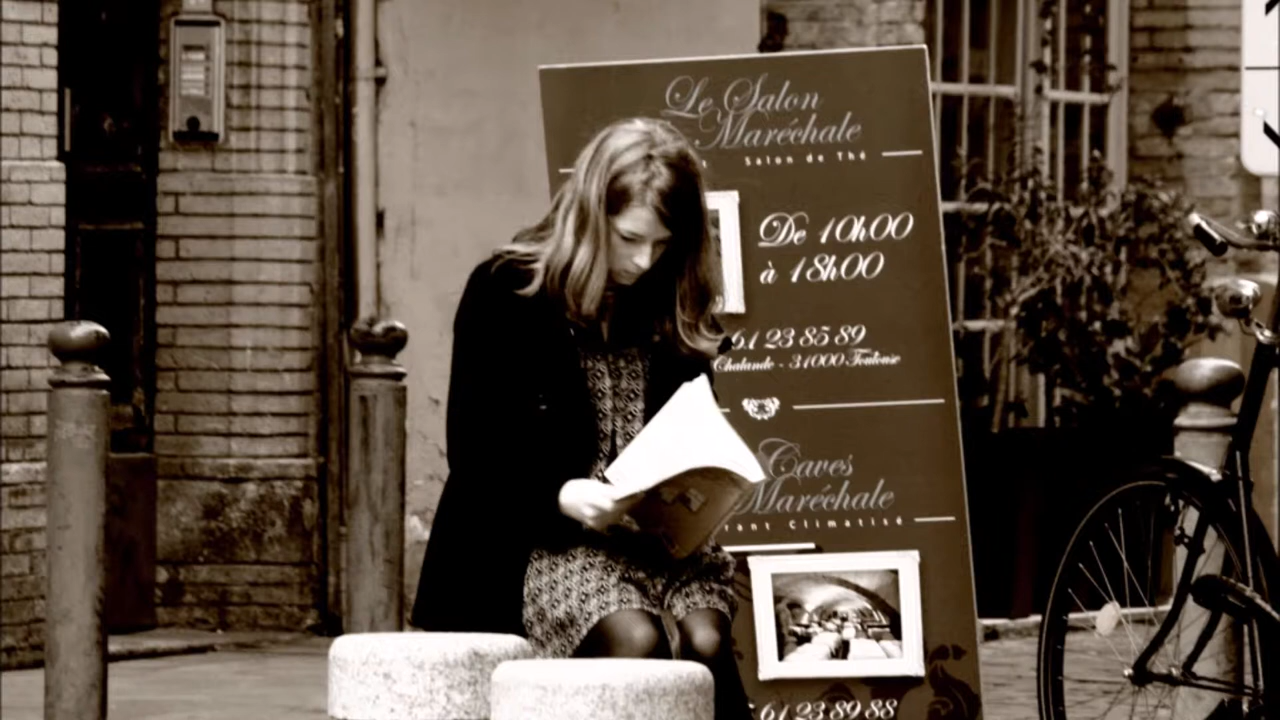 Le Salon
Maréchale
Salon de Thé
De 10h00
à 18h00
61 23 85 89
Chalande - 31000 Toulouse
Caves
Maréchale
rant Climatisé
61 23 89 88